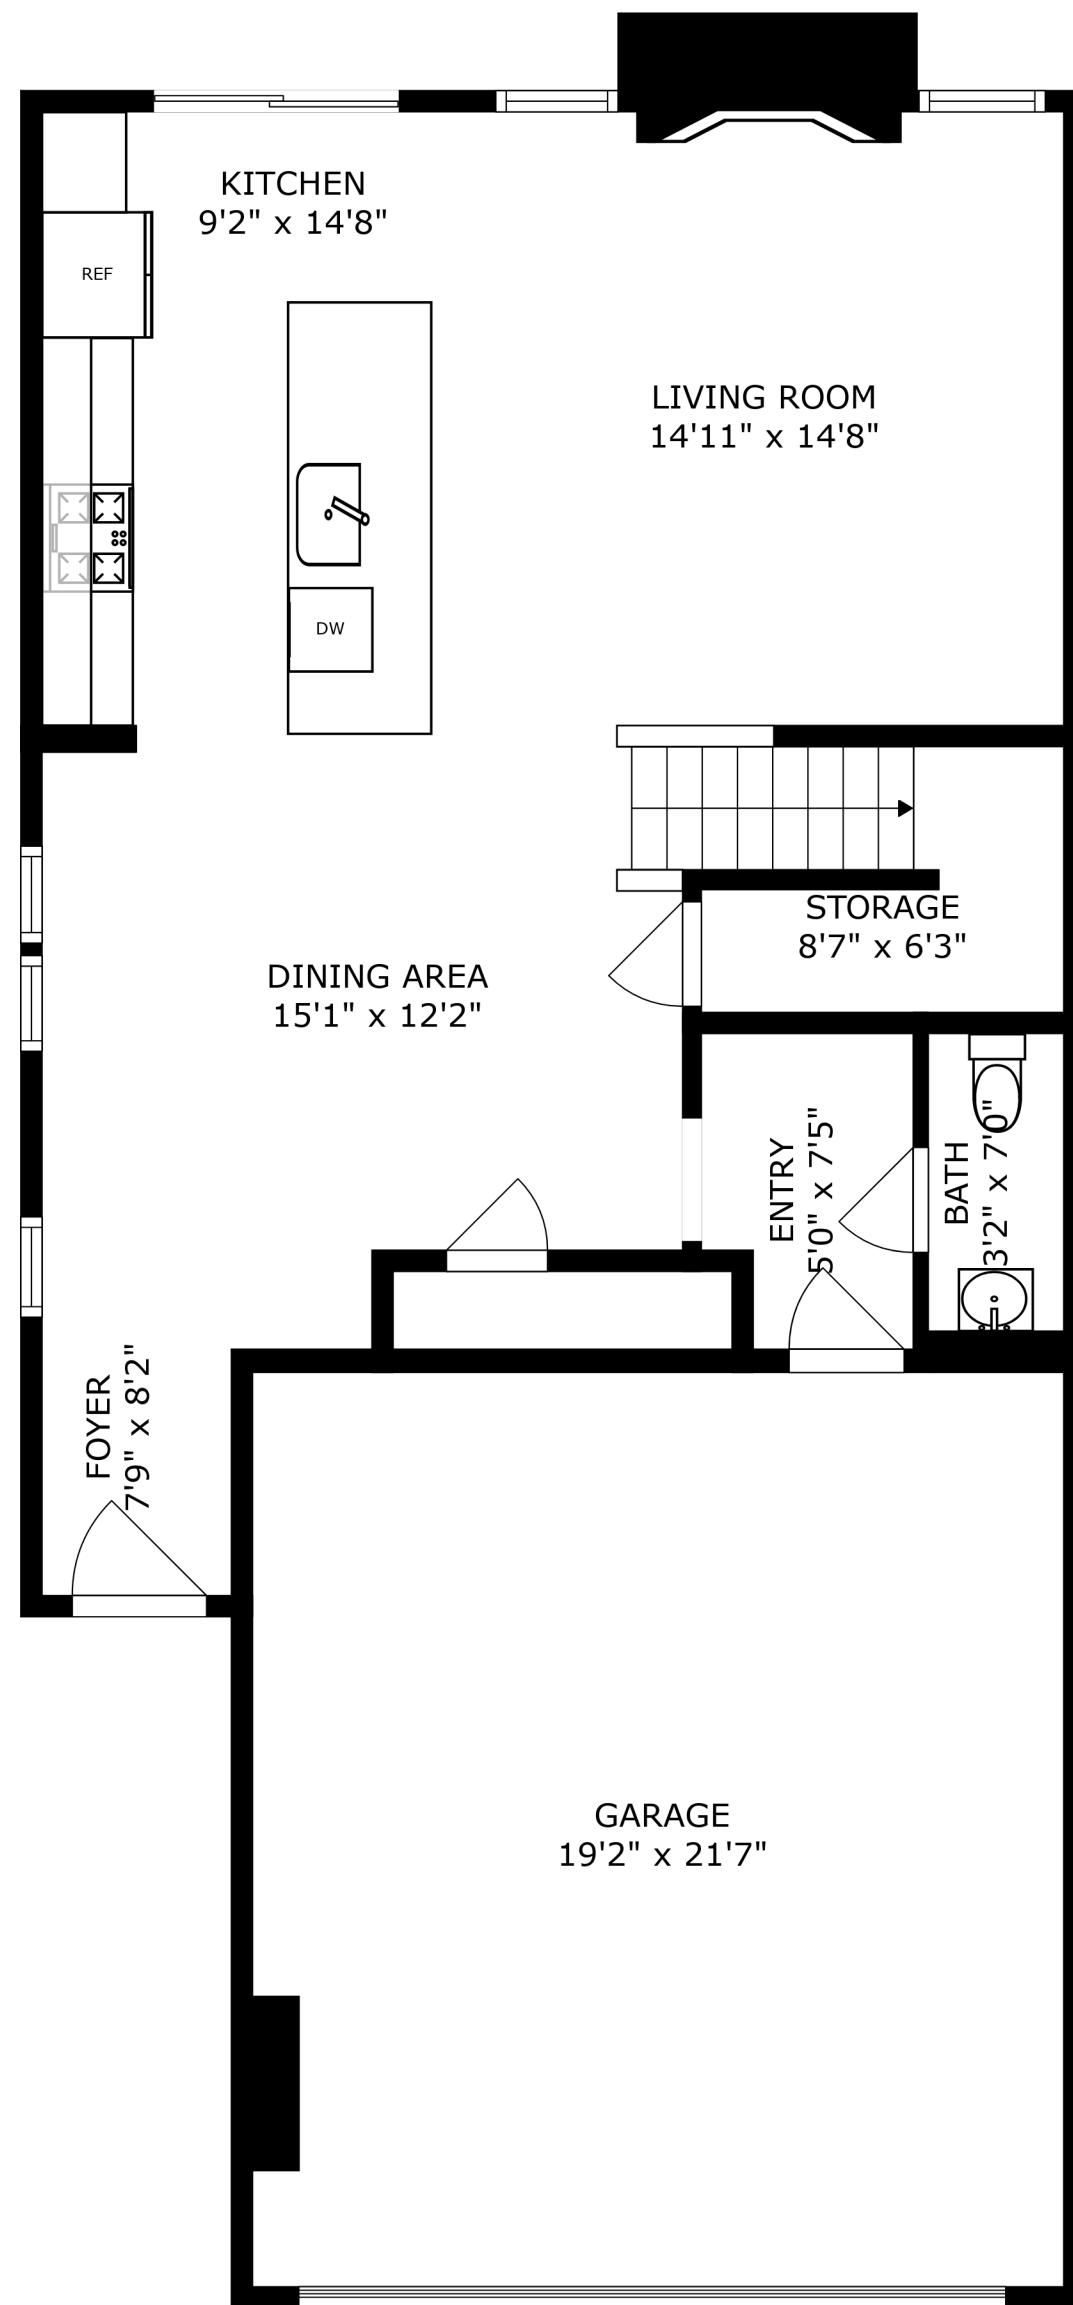 KITCHEN
9'2" x 14'8"
REF
LIVING ROOM
14'11" x 14'8"
DW
STORAGE
8'7" x 6'3"
DINING AREA
15'1" x 12'2"
ENTRY
5'0" x 7'5"
BATH
3'2" x 7'0"
FOYER
7'9" x 8'2"
GARAGE
19'2" x 21'7"